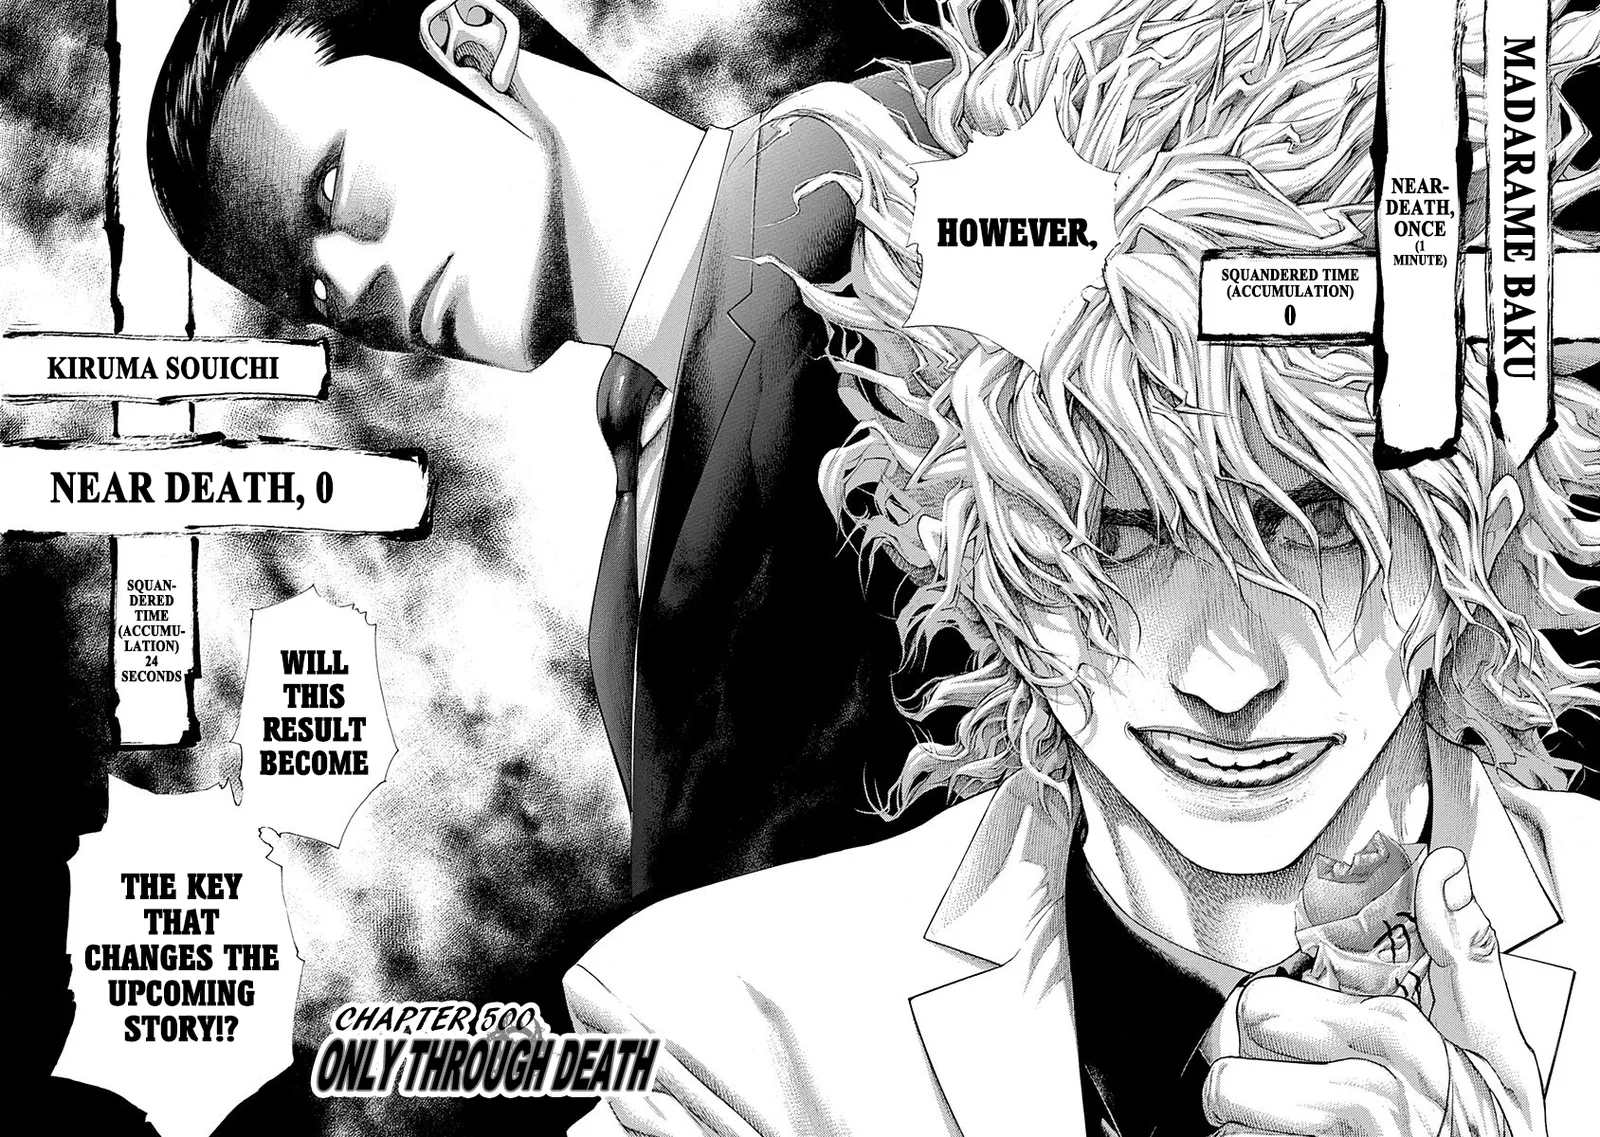 MADARAME BAKU
NEAR-
DEATH,
ONCE
(1
MINUTE)
SQUANDERED TIME
(ACCUMULATION)
0
HOWEVER,
KIRUMA SOUICHI
NEAR DEATH, 0
SQUAN-
DERED
TIME
(ACCUMU-
LATION)
24
SECONDS
WILL
THIS
RESULT
BECOME
THE KEY
THAT
CHANGES THE
UPCOMING
STORY!?
CHAPTER 500
ONLY THROUGH DEATH